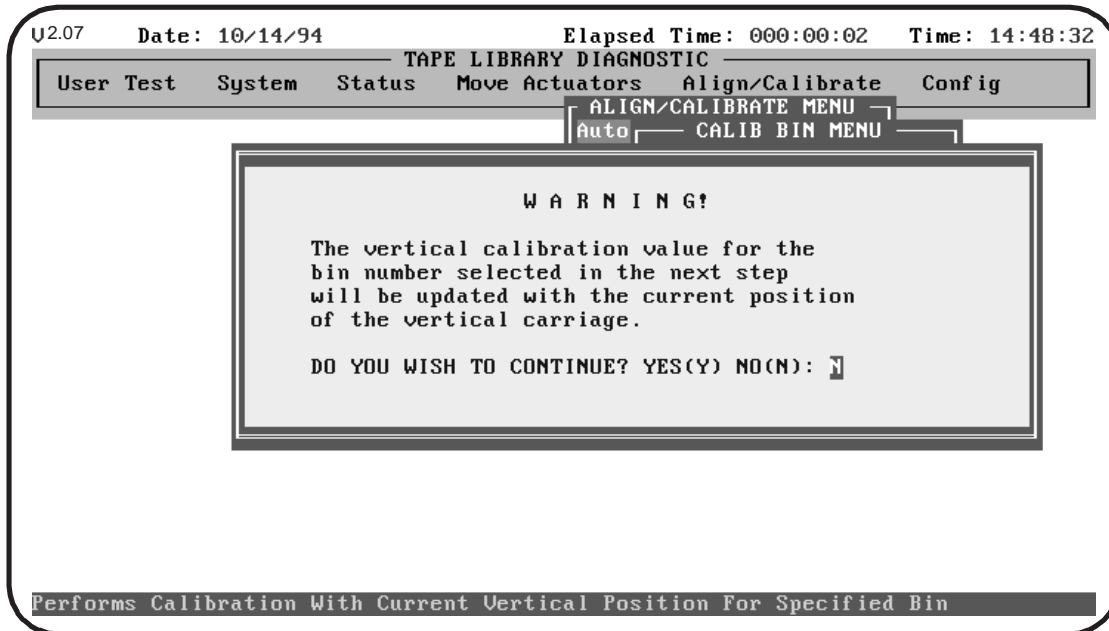 V2.07 Date: 10/14/94 Elapsed Time: 000:00:02 Time: 14:48:32
TAPE LIBRARY DIAGNOSTIC
User Test System Status Move Actuators Align/Calibrate Config
ALIGN/CALIBRATE MENU
Auto CALIB BIN MENU
W A R N I N G!
The vertical calibration value for the
bin number selected in the next step
will be updated with the current position
of the vertical carriage.
DO YOU WISH TO CONTINUE? YES(Y) NO(N): N
Performs Calibration With Current Vertical Position For Specified Bin